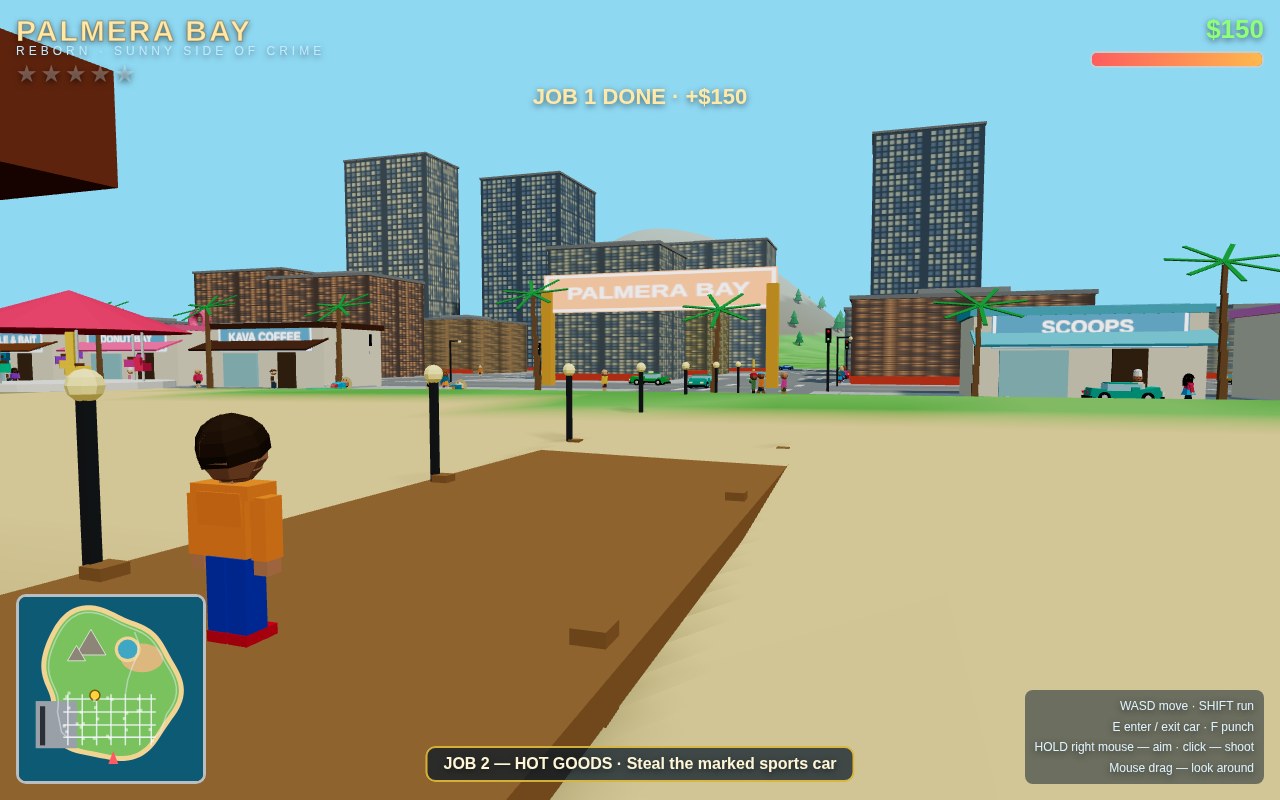 PALMERA BAY
REBORN · SUNNY SIDE OF CRIME
$150
JOB 1 DONE · +$150
PALMERA BAY
KAVA COFFEE
DONUT BAY
& BAIT
SCOOPS
WASD move · SHIFT run
E enter / exit car · F punch
HOLD right mouse — aim · click — shoot
Mouse drag — look around
JOB 2 — HOT GOODS · Steal the marked sports car